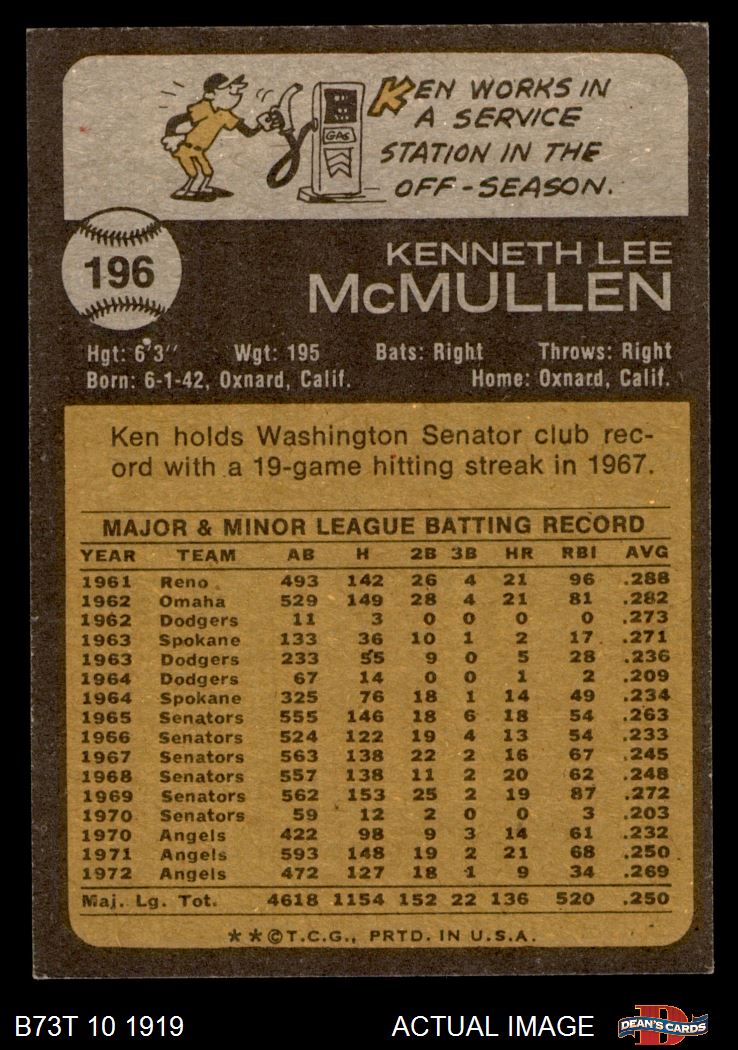 GAS
KEN WORKS IN
A SERVICE
STATION IN THE
OFF-SEASON.
196
KENNETH LEE
McMULLEN
Hgt: 6'3'' Wgt: 195 Bats: Right Throws: Right
Born: 6-1-42, Oxnard, Calif. Home: Oxnard, Calif.
Ken holds Washington Senator club rec-
ord with a 19-game hitting streak in 1967.
MAJOR & MINOR LEAGUE BATTING RECORD
YEAR TEAM AB H 2B 3B HR RBI AVG
1961 Reno 493 142 26 4 21 96 .288
1962 Omaha 529 149 28 4 21 81 .282
1962 Dodgers 11 3 0 0 0 0 .273
1963 Spokane 133 36 10 1 2 17 .271
1963 Dodgers 233 55 9 0 5 28 .236
1964 Dodgers 67 14 0 0 1 2 .209
1964 Spokane 325 76 18 1 14 49 .234
1965 Senators 555 146 18 6 18 54 .263
1966 Senators 524 122 19 4 13 54 .233
1967 Senators 563 138 22 2 16 67 .245
1968 Senators 557 138 11 2 20 62 .248
1969 Senators 562 153 25 2 19 87 .272
1970 Senators 59 12 2 0 0 3 .203
1970 Angels 422 98 9 3 14 61 .232
1971 Angels 593 148 19 2 21 68 .250
1972 Angels 472 127 18 1 9 34 .269
Maj. Lg. Tot. 4618 1154 152 22 136 520 .250
**©T.C.G., PRTD. IN U.S.A.
B73T 10 1919 ACTUAL IMAGE DEAN'S CARDS